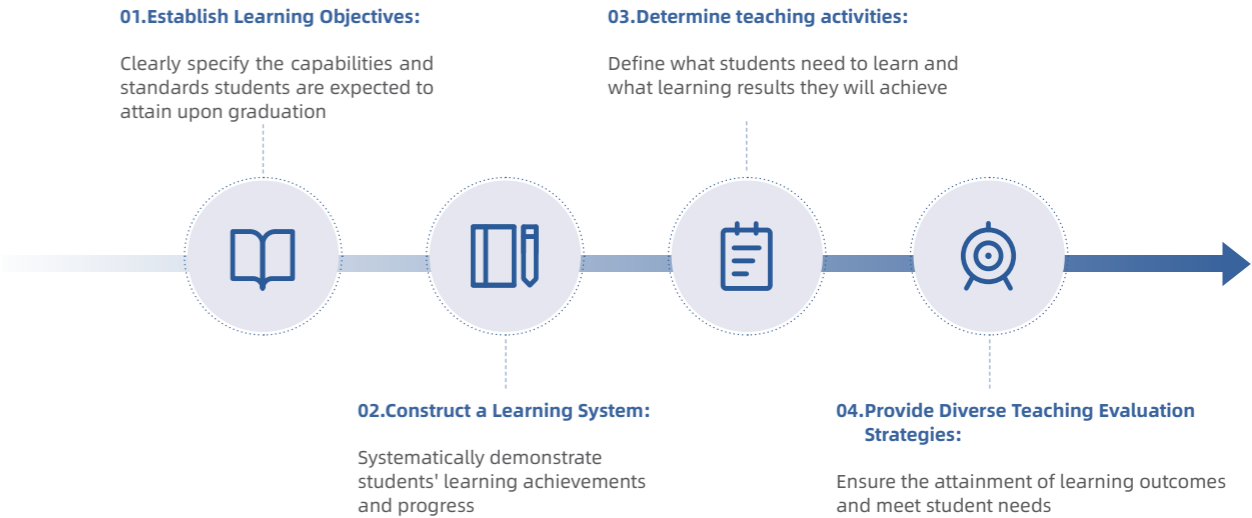 01.Establish Learning Objectives:
Clearly specify the capabilities and
standards students are expected to
attain upon graduation
02.Construct a Learning System:
Systematically demonstrate
students' learning achievements
and progress
03.Determine teaching activities:
Define what students need to learn and
what learning results they will achieve
04.Provide Diverse Teaching Evaluation
Strategies:
Ensure the attainment of learning outcomes
and meet student needs